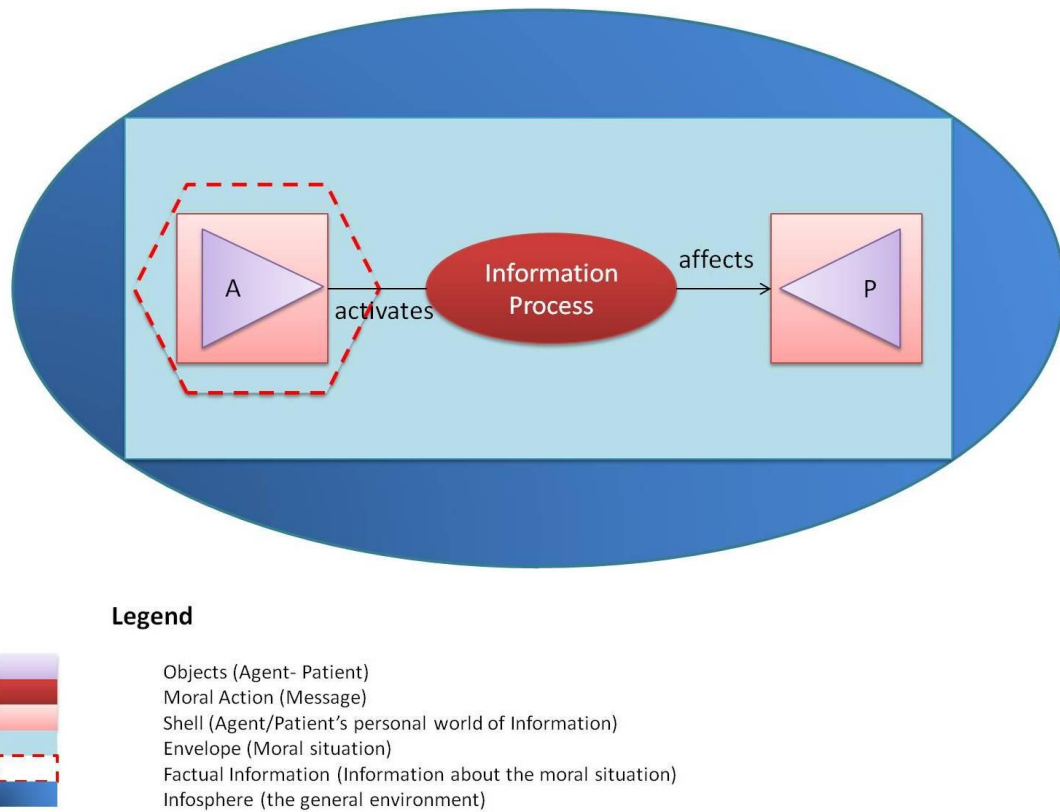 A
activates
Information
Process
affects
P
Legend
Objects (Agent- Patient)
Moral Action (Message)
Shell (Agent/Patient's personal world of Information)
Envelope (Moral situation)
Factual Information (Information about the moral situation)
Infosphere (the general environment)